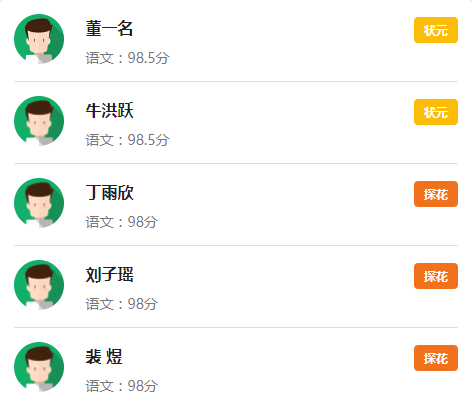 董一名
状元
语文：98.5分
牛洪跃
状元
语文：98.5分
丁雨欣
探花
语文：98分
刘子瑶
探花
语文：98分
裴 煜
探花
语文：98分